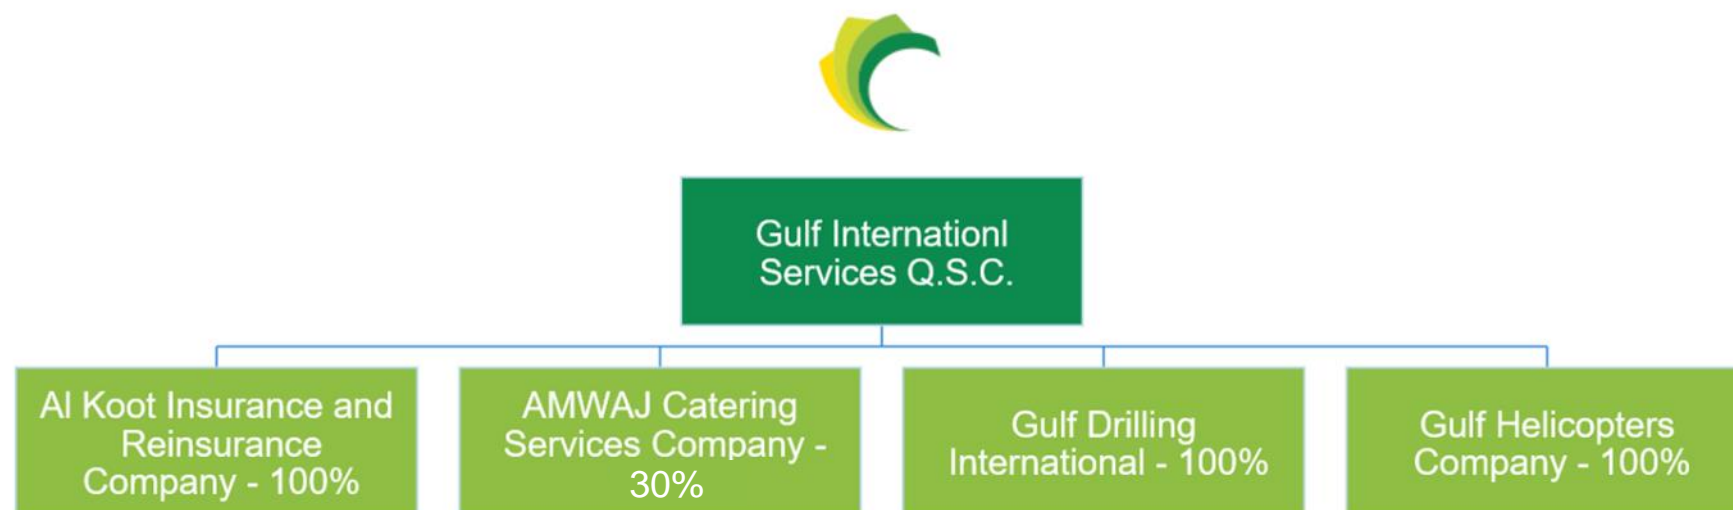 Gulf Internationl
Services Q.S.C.
Al Koot Insurance and
Reinsurance
Company - 100%
AMWAJ Catering
Services Company -
30%
Gulf Drilling
International - 100%
Gulf Helicopters
Company - 100%